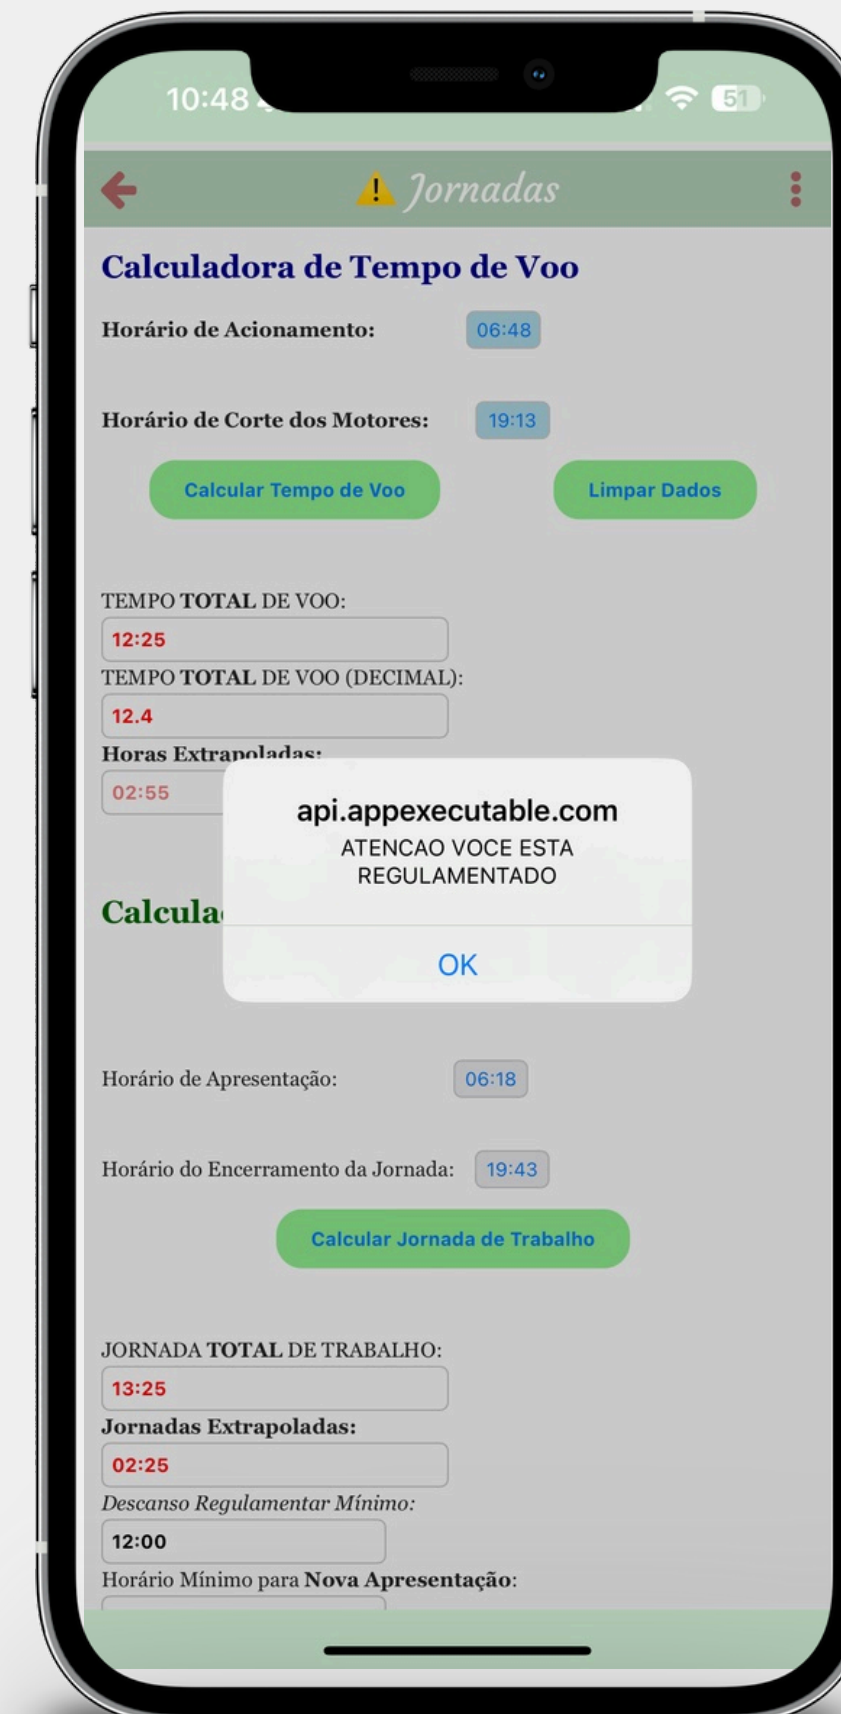 10:48
51
⚠️ Jornadas
Calculadora de Tempo de Voo
Horário de Acionamento: 06:48
Horário de Corte dos Motores: 19:13
Calcular Tempo de Voo Limpar Dados
TEMPO TOTAL DE VOO:
12:25
TEMPO TOTAL DE VOO (DECIMAL):
12.4
Horas Extrapoladas:
02:55
api.appexecutable.com
ATENCAO VOCE ESTA
REGULAMENTADO
OK
Horário de Apresentação: 06:18
Horário do Encerramento da Jornada: 19:43
Calcular Jornada de Trabalho
JORNADA TOTAL DE TRABALHO:
13:25
Jornadas Extrapoladas:
02:25
Descanso Regulamentar Mínimo:
12:00
Horário Mínimo para Nova Apresentação: